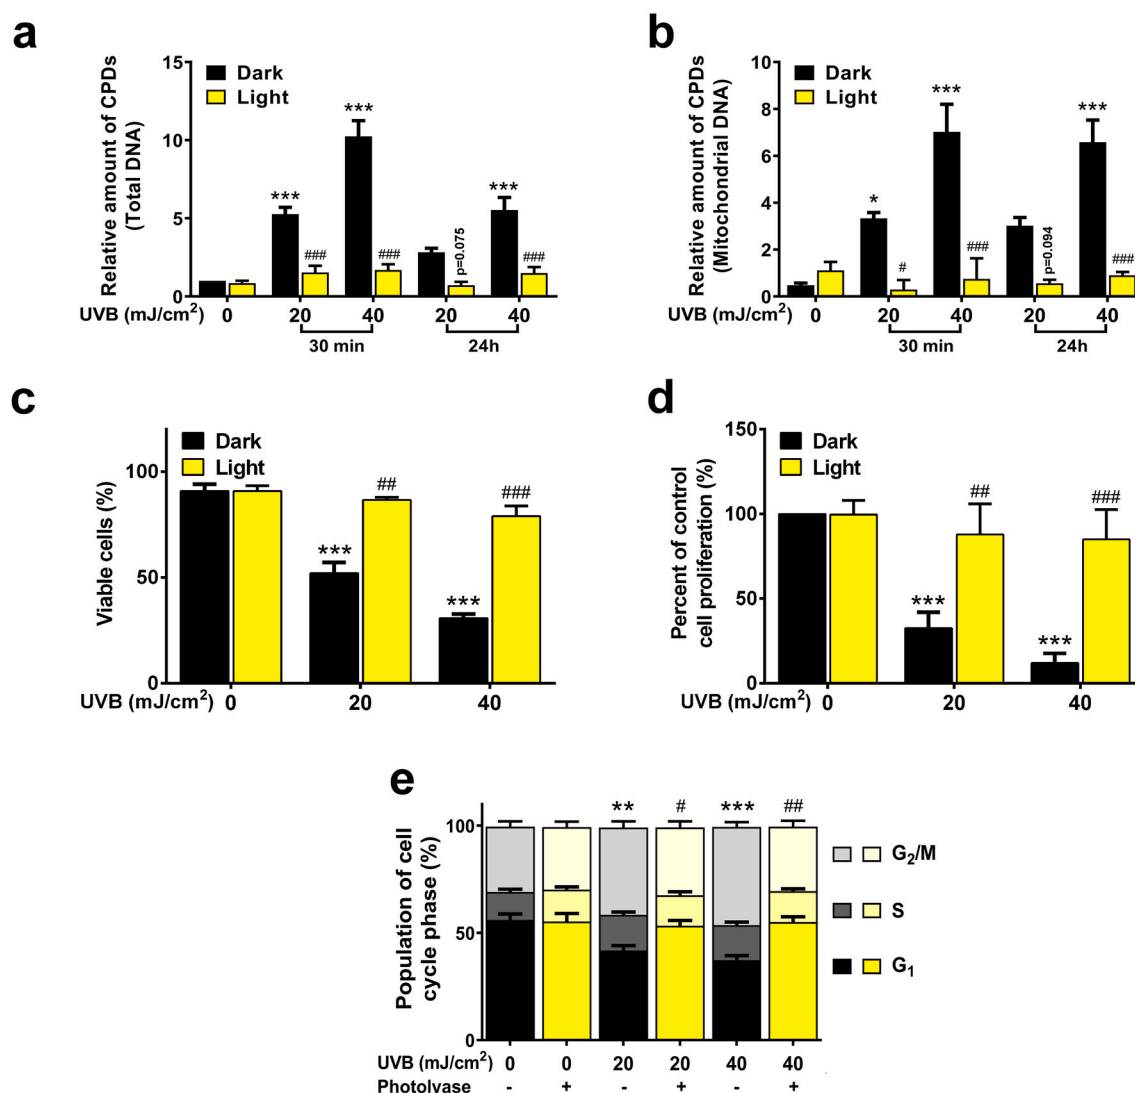 a
Relative amount of CPDs
(Total DNA)
15
10
5
0
Dark
Light
***
###
***
###
p=0.075
***
###
UVB (mJ/cm²)
0 20 40 20 40
30 min 24h
b
Relative amount of CPDs
(Mitochondrial DNA)
10
8
6
4
2
0
Dark
Light
*
#
***
###
p=0.094
***
###
UVB (mJ/cm²)
0 20 40 20 40
30 min 24h
c
Viable cells (%)
100
50
0
Dark
Light
***
##
***
###
UVB (mJ/cm²) 0 20 40
d
Percent of control
cell proliferation (%)
150
100
50
0
Dark
Light
***
##
***
###
UVB (mJ/cm²) 0 20 40
e
Population of cell
cycle phase (%)
100
50
0
** # *** ##
G₂/M
S
G₁
UVB (mJ/cm²) 0 0 20 20 40 40
Photolyase - + - + - +